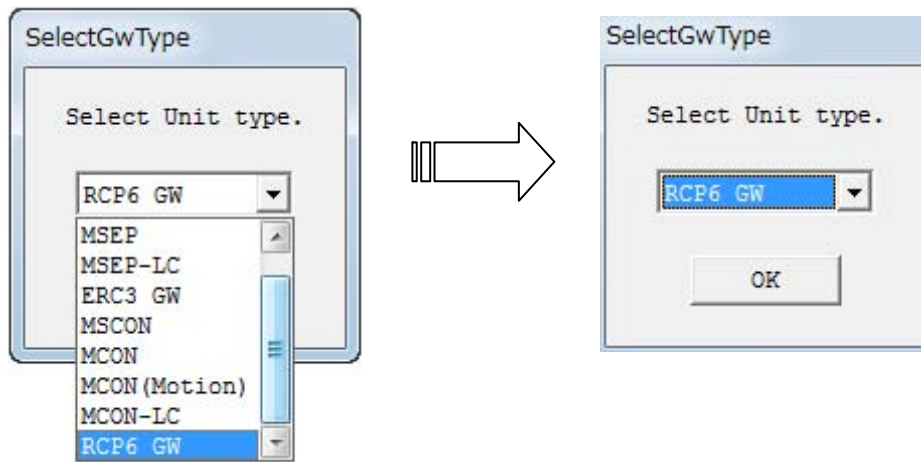 SelectGwType
Select Unit type.
RCP6 GW
MSEP
MSEP-LC
ERC3 GW
MSCON
MCON
MCON(Motion)
MCON-LC
RCP6 GW
SelectGwType
Select Unit type.
RCP6 GW
OK